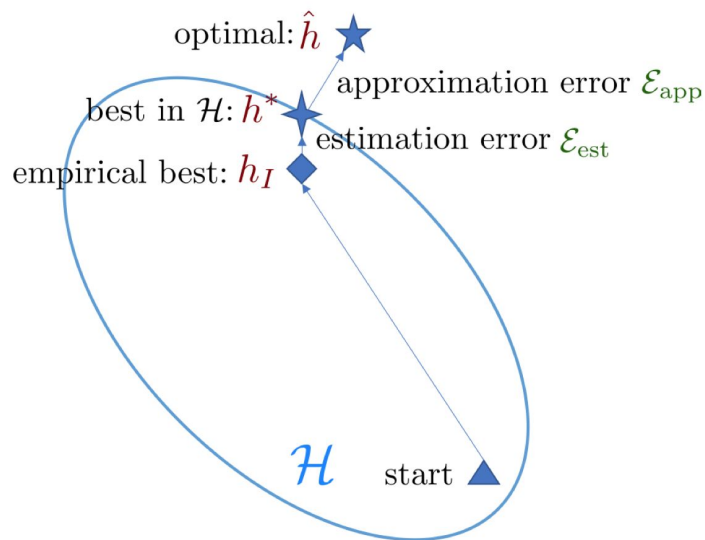 optimal: ĥ
approximation error ℰ_app
best in ℋ: h*
estimation error ℰ_est
empirical best: h_I
ℋ
start